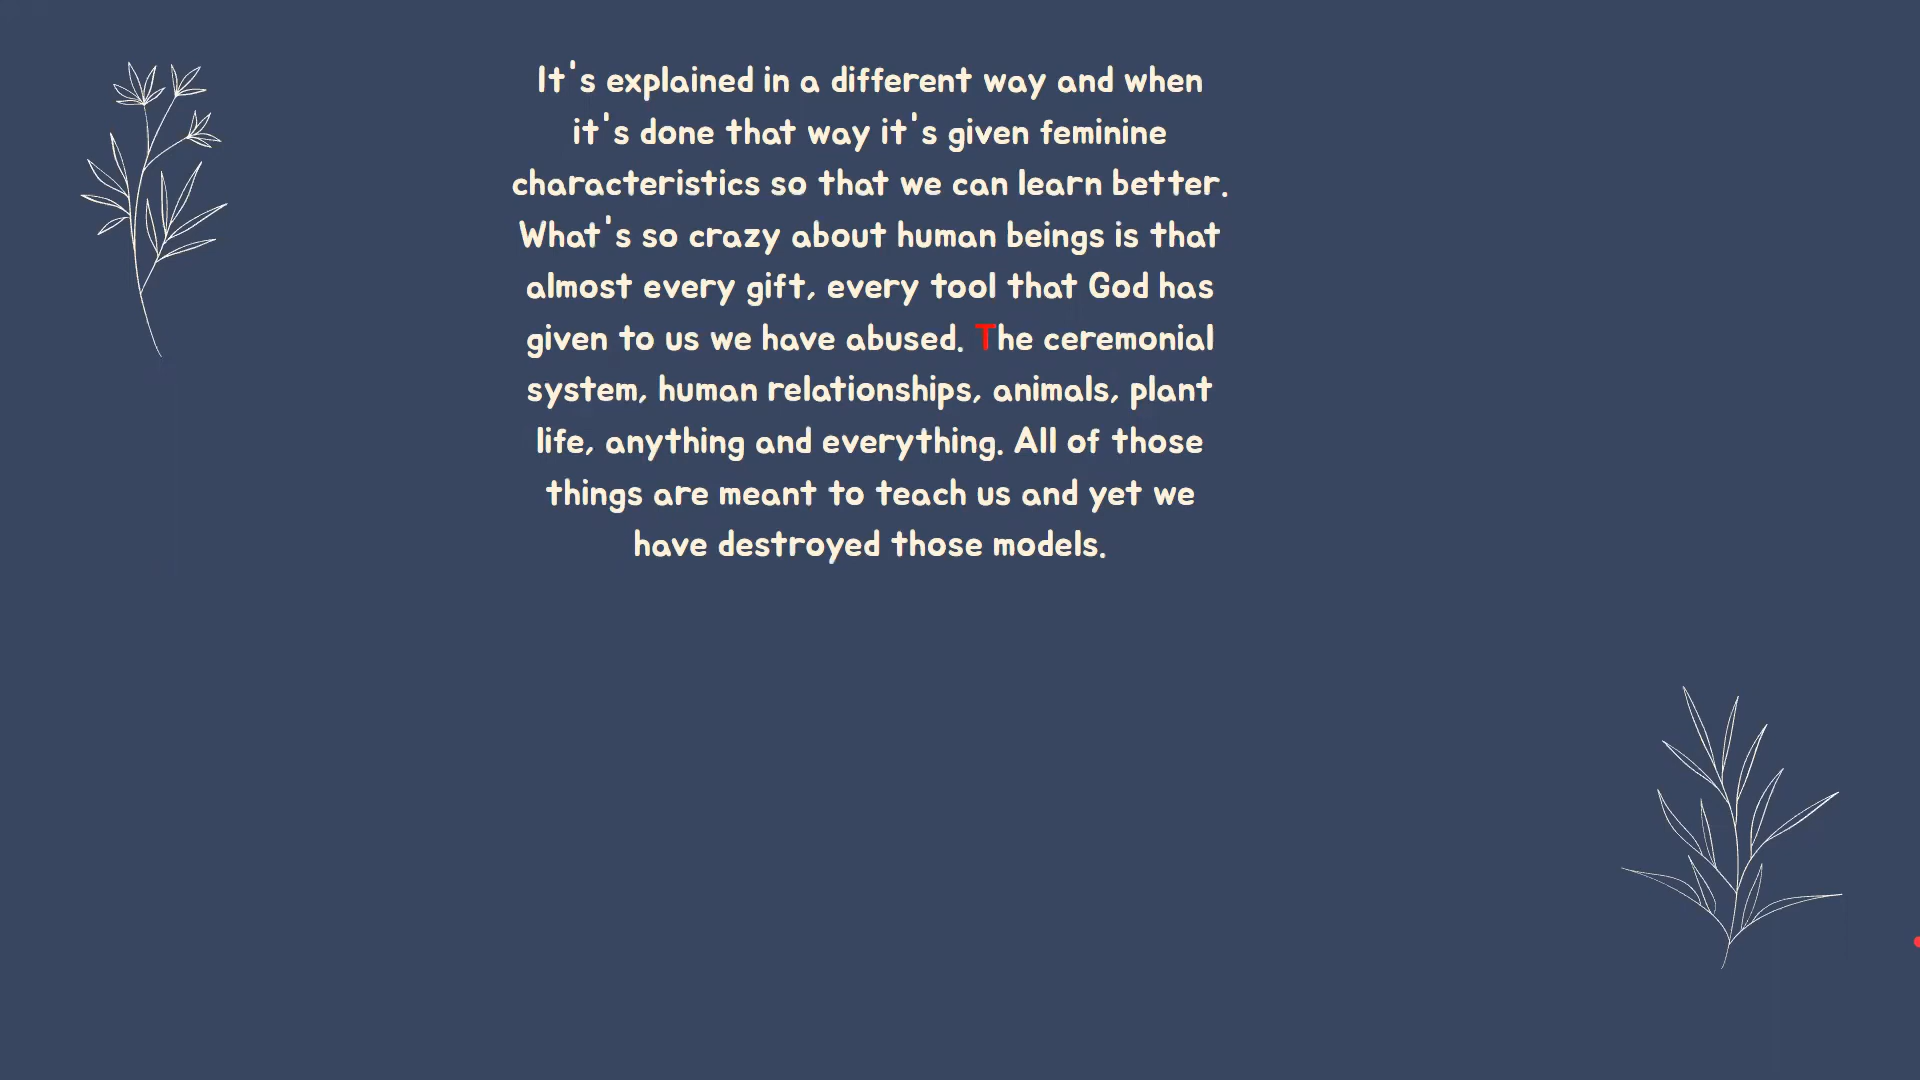 It's explained in a different way and when
it's done that way it's given feminine
characteristics so that we can learn better.
What's so crazy about human beings is that
almost every gift, every tool that God has
given to us we have abused. The ceremonial
system, human relationships, animals, plant
life, anything and everything. All of those
things are meant to teach us and yet we
have destroyed those models.